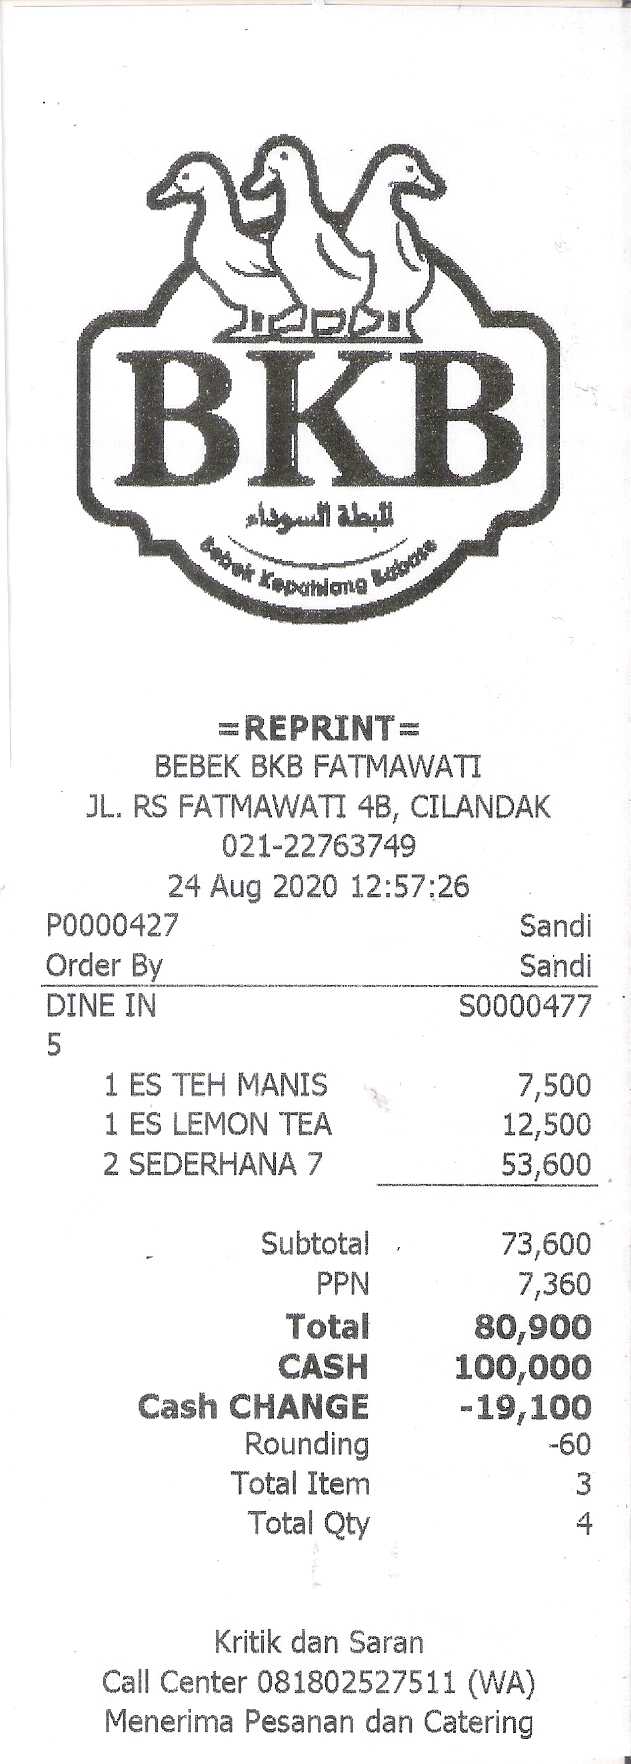 BKB
البطة السوداء
Bebek Kepahiang Babase
=REPRINT=
BEBEK BKB FATMAWATI
JL. RS FATMAWATI 4B, CILANDAK
021-22763749
24 Aug 2020 12:57:26
P0000427 Sandi
Order By Sandi
DINE IN S0000477
5
1 ES TEH MANIS 7,500
1 ES LEMON TEA 12,500
2 SEDERHANA 7 53,600
Subtotal 73,600
PPN 7,360
Total 80,900
CASH 100,000
Cash CHANGE -19,100
Rounding -60
Total Item 3
Total Qty 4
Kritik dan Saran
Call Center 081802527511 (WA)
Menerima Pesanan dan Catering